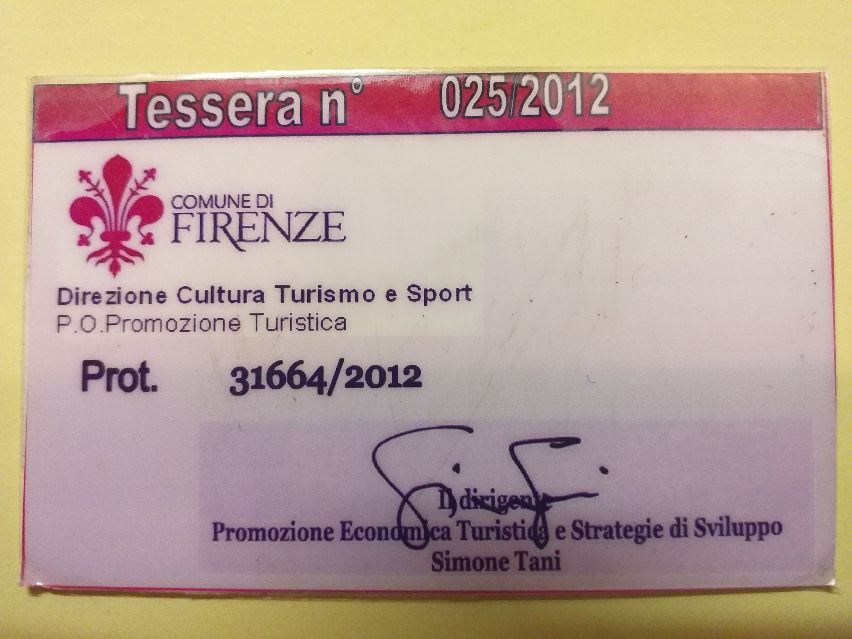 Tessera n° 025/2012
COMUNE DI
FIRENZE
Direzione Cultura Turismo e Sport
P.O.Promozione Turistica
Prot. 31664/2012
Il dirigente
Promozione Economica Turistica e Strategie di Sviluppo
Simone Tani